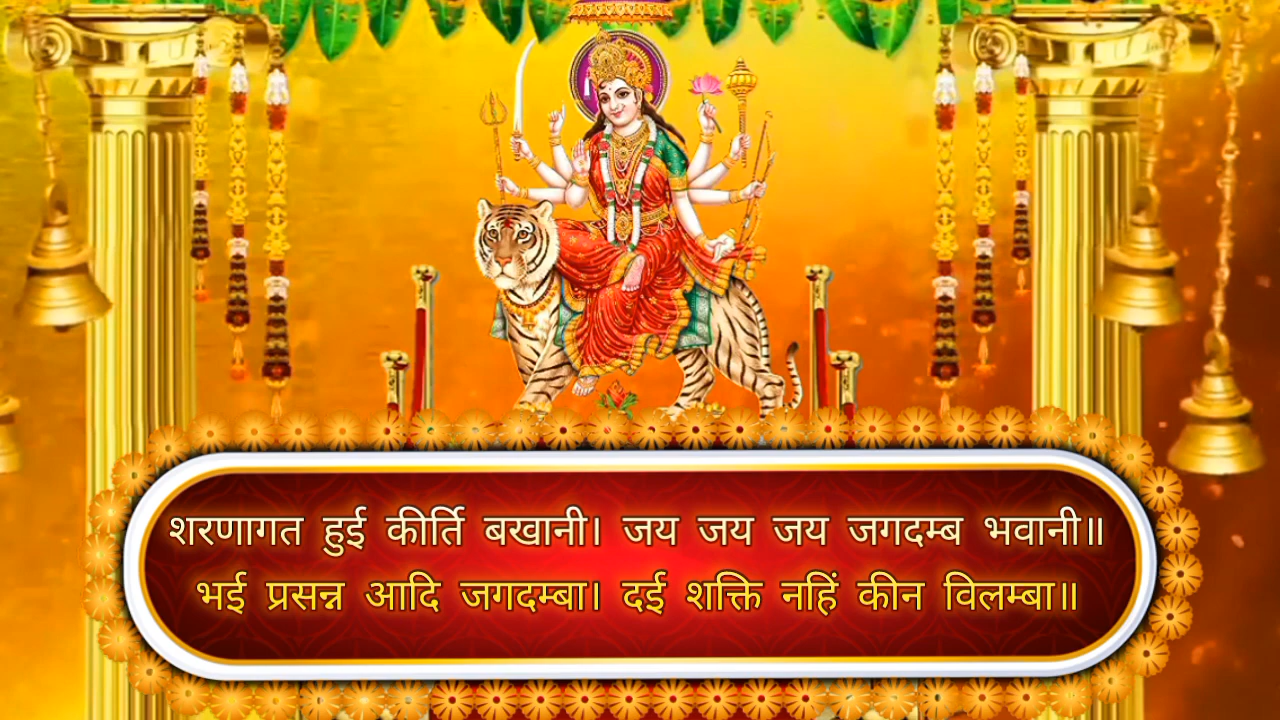 शरणागत हुई कीर्ति बखानी। जय जय जय जगदम्ब भवानी॥
भई प्रसन्न आदि जगदम्बा। दई शक्ति नहिं कीन विलम्बा॥